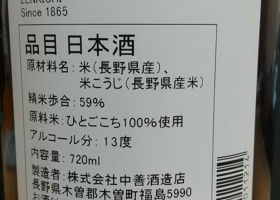 ZENKICHI
Since 1865
品目 日本酒
原材料名：米（長野県産）、
米こうじ（長野県産米）
精米歩合：59%
原料米：ひとごこち100%使用
アルコール分：13度
内容量：720ml
製造者：株式会社中善酒造店
長野県木曽郡木曽町福島5990